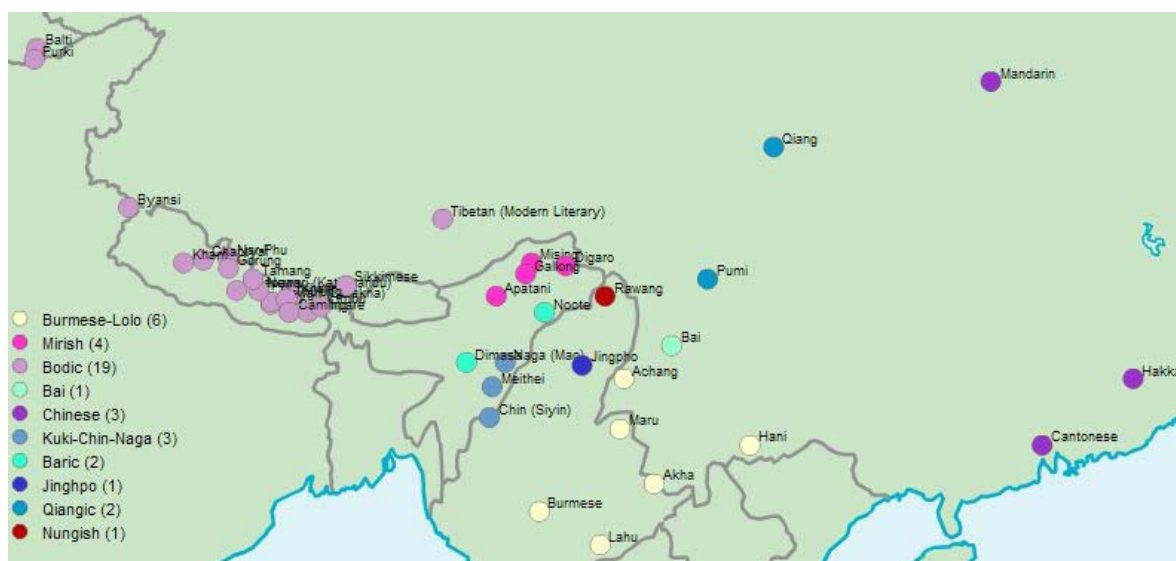 Balti
Purki
Mandarin
Qiang
Byansi
Tibetan (Modern Literary)
Nar-Phu
Kham
Gurung
Tamang
Sikkimese
Mising
Digaro
Gallong
Pumi
Apatani
Rawang
Noote
Bai
Dimasa
Naga (Mao)
Jingpho
Meithei
Achang
Hakka
Chin (Siyin)
Maru
Hani
Cantonese
Akha
Burmese
Lahu
Camling
Burmese-Lolo (6)
Mirish (4)
Bodic (19)
Bai (1)
Chinese (3)
Kuki-Chin-Naga (3)
Baric (2)
Jinghpo (1)
Qiangic (2)
Nungish (1)